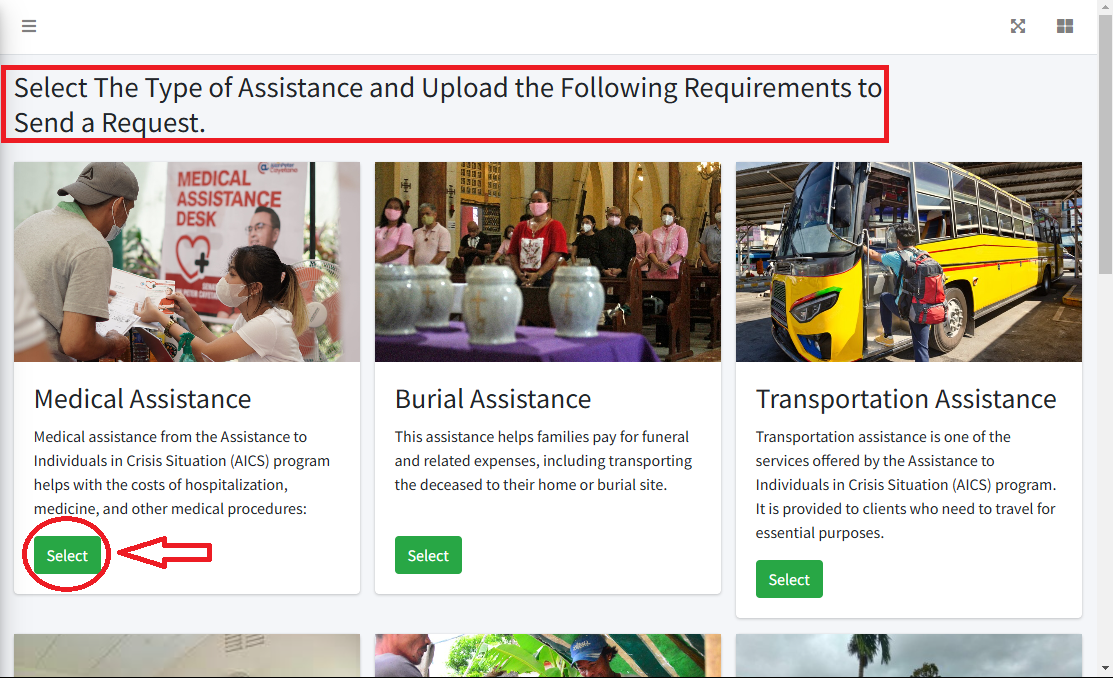 Select The Type of Assistance and Upload the Following Requirements to
Send a Request.
MEDICAL
ASSISTANCE
DESK
Medical Assistance
Medical assistance from the Assistance to
Individuals in Crisis Situation (AICS) program
helps with the costs of hospitalization,
medicine, and other medical procedures:
Select
Burial Assistance
This assistance helps families pay for funeral
and related expenses, including transporting
the deceased to their home or burial site.
Select
Transportation Assistance
Transportation assistance is one of the
services offered by the Assistance to
Individuals in Crisis Situation (AICS) program.
It is provided to clients who need to travel for
essential purposes.
Select